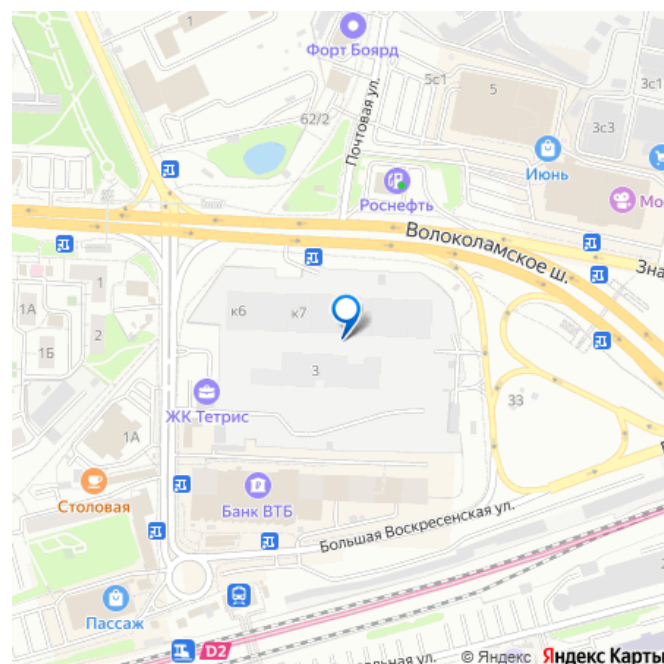 1
Форт Боярд
5с1
5
3с1
3с3
62/2
Почтовая ул.
Июнь
Роснефть
Мо
Волоколамское ш.
Зна
1
1А
к6
к7
2
1Б
3
33
ЖК Тетрис
1А
Столовая
Банк ВТБ
Большая Воскресенская ул.
Пассаж
D2
© Яндекс Яндекс Карты